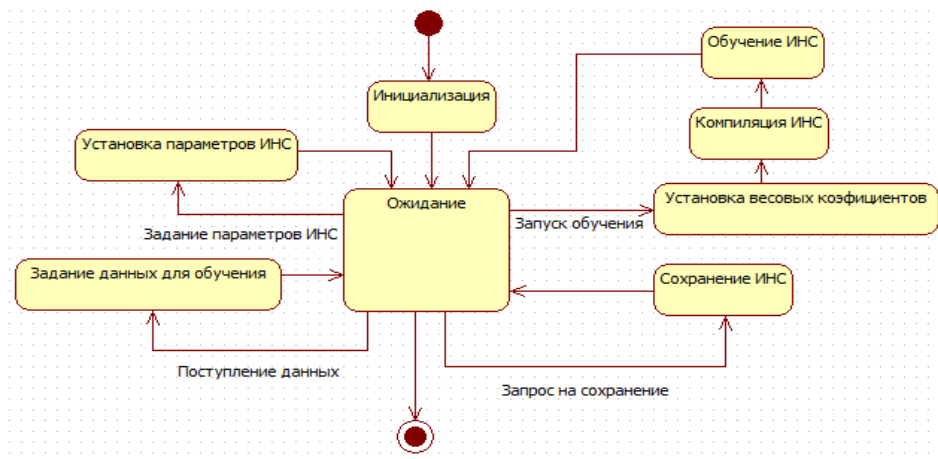 Обучение ИНС
Инициализация
Компиляция ИНС
Установка параметров ИНС
Ожидание
Установка весовых коэфициентов
Запуск обучения
Задание параметров ИНС
Задание данных для обучения
Сохранение ИНС
Поступление данных
Запрос на сохранение